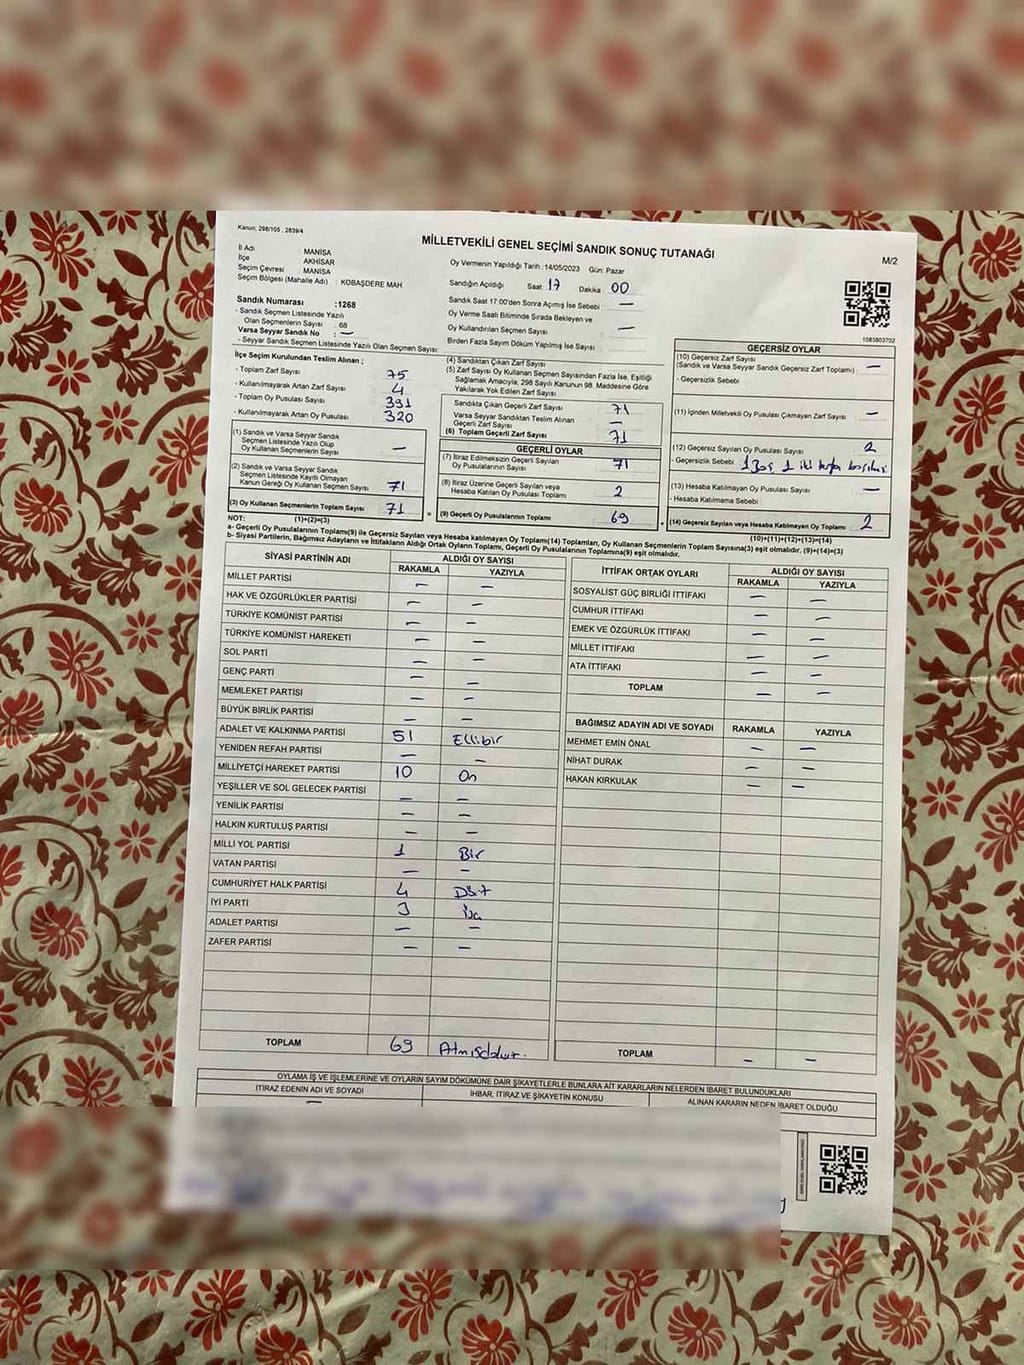 Kanun; 298/105 , 2839/4
MİLLETVEKİLİ GENEL SEÇİMİ SANDIK SONUÇ TUTANAĞI
M/2
İl Adı : MANİSA
İlçe : AKHİSAR
Seçim Çevresi : MANİSA
Seçim Bölgesi (Mahalle Adı) : KOBAŞDERE MAH
Oy Vermenin Yapıldığı Tarih :14/05/2023 Gün: Pazar
Sandığın Açıldığı Saat 17 Dakika 00
Sandık Saat 17:00'den Sonra Açımış İse Sebebi : —
Oy Verme Saati Bitiminde Sırada Bekleyen ve
Oy Kullandırılan Seçmen Sayısı : —
Birden Fazla Sayım Döküm Yapılmış İse Sayısı:
1083803702
Sandık Numarası :1268
- Sandık Seçmen Listesinde Yazılı
Olan Seçmenlerin Sayısı : 68
Varsa Seyyar Sandık No : —
- Seyyar Sandık Seçmen Listesinde Yazılı Olan Seçmen Sayısı:
İlçe Seçim Kurulundan Teslim Alınan ;
- Toplam Zarf Sayısı : 75
- Kullanılmayarak Artan Zarf Sayısı : 4
- Toplam Oy Pusulası : 391
- Kullanılmayarak Artan Oy Pusulası : 320
(1) Sandık ve Varsa Seyyar Sandık
Seçmen Listesinde Yazılı Olup
Oy Kullanan Seçmenlerin Sayısı : —
(2) Sandık ve Varsa Seyyar Sandık
Seçmen Listesinde Kayıtlı Olmayan
Kanun Gereği Oy Kullanan Seçmen Sayısı : 71
(3) Oy Kullanan Seçmenlerin Toplam Sayısı : 71
(4) Sandıktan Çıkan Zarf Sayısı
(5) Zarf Sayısı Oy Kullanan Seçmen Sayısından Fazla İse, Eşitliği
Sağlamak Amacıyla; 298 Sayılı Kanunun 98. Maddesine Göre
Yakılarak Yok Edilen Zarf Sayısı
Sandıkta Çıkan Geçerli Zarf Sayısı : 71
Varsa Seyyar Sandıktan Teslim Alınan
Geçerli Zarf Sayısı : —
(6) Toplam Geçerli Zarf Sayısı : 71
GEÇERLİ OYLAR
(7) İtiraz Edilmeksizin Geçerli Sayılan
Oy Pusulalarının Sayısı : 71
(8) İtiraz Üzerine Geçerli Sayılan veya
Hesaba Katılan Oy Pusulası Toplamı : 2
(9) Geçerli Oy Pusulalarının Toplamı : 69
GEÇERSİZ OYLAR
(10) Geçersiz Zarf Sayısı
(Sandık ve Varsa Seyyar Sandık Geçersiz Zarf Toplamı) : —
- Geçersizlik Sebebi :
(11) İçinden Milletvekili Oy Pusulası Çıkmayan Zarf Sayısı : —
(12) Geçersiz Sayılan Oy Pusulası Sayısı : 2
- Geçersizlik Sebebi : 1 Boş 1 iki
(13) Hesaba Katılmayan Oy Pusulası Sayısı : —
- Hesaba Katılmama Sebebi :
(14) Geçersiz Sayılan veya Hesaba Katılmayan Oy Toplamı : 2
NOT: (1)+(2)=(3)
(10)+(11)+(12)+(13)=(14)
a- Geçerli Oy Pusulalarının Toplamı(9) ile Geçersiz Sayılan veya Hesaba Katılmayan Oy Toplamı(14) Toplamları, Oy Kullanan Seçmenlerin Toplam Sayısına(3) eşit olmalıdır. (9)+(14)=(3)
b- Siyasi Partilerin, Bağımsız Adayların ve İttifakların Aldığı Ortak Oyların Toplamı, Geçerli Oy Pusulalarının Toplamına(9) eşit olmalıdır.
SİYASİ PARTİNİN ADI ALDIĞI OY SAYISI
RAKAMLA YAZIYLA
MİLLET PARTİSİ — —
HAK VE ÖZGÜRLÜKLER PARTİSİ — —
TÜRKİYE KOMÜNİST PARTİSİ — —
TÜRKİYE KOMÜNİST HAREKETİ — —
SOL PARTİ — —
GENÇ PARTİ — —
MEMLEKET PARTİSİ — —
BÜYÜK BİRLİK PARTİSİ — —
ADALET VE KALKINMA PARTİSİ 51 Ellibir
YENİDEN REFAH PARTİSİ — —
MİLLİYETÇİ HAREKET PARTİSİ 10 On
YEŞİLLER VE SOL GELECEK PARTİSİ — —
YENİLİK PARTİSİ — —
HALKIN KURTULUŞ PARTİSİ — —
MİLLİ YOL PARTİSİ 1 Bir
VATAN PARTİSİ — —
CUMHURİYET HALK PARTİSİ 4 Dört
İYİ PARTİ 3
ADALET PARTİSİ — —
ZAFER PARTİSİ — —
TOPLAM 69 Atmışdokuz.
İTTİFAK ORTAK OYLARI ALDIĞI OY SAYISI
RAKAMLA YAZIYLA
SOSYALİST GÜÇ BİRLİĞİ İTTİFAKI — —
CUMHUR İTTİFAKI — —
EMEK VE ÖZGÜRLÜK İTTİFAKI — —
MİLLET İTTİFAKI — —
ATA İTTİFAKI — —
TOPLAM — —
BAĞIMSIZ ADAYIN ADI VE SOYADI RAKAMLA YAZIYLA
MEHMET EMİN ÖNAL — —
NİHAT DURAK — —
HAKAN KIRKULAK — —
TOPLAM — —
OYLAMA İŞ VE İŞLEMLERİNE VE OYLARIN SAYIM DÖKÜMÜNE DAİR ŞİKAYETLERLE BUNLARA AİT KARARLARIN NELERDEN İBARET BULUNDUKLARI
İTİRAZ EDENİN ADI VE SOYADI İHBAR, İTİRAZ VE ŞİKAYETİN KONUSU ALINAN KARARIN NEDEN İBARET OLDUĞU
—